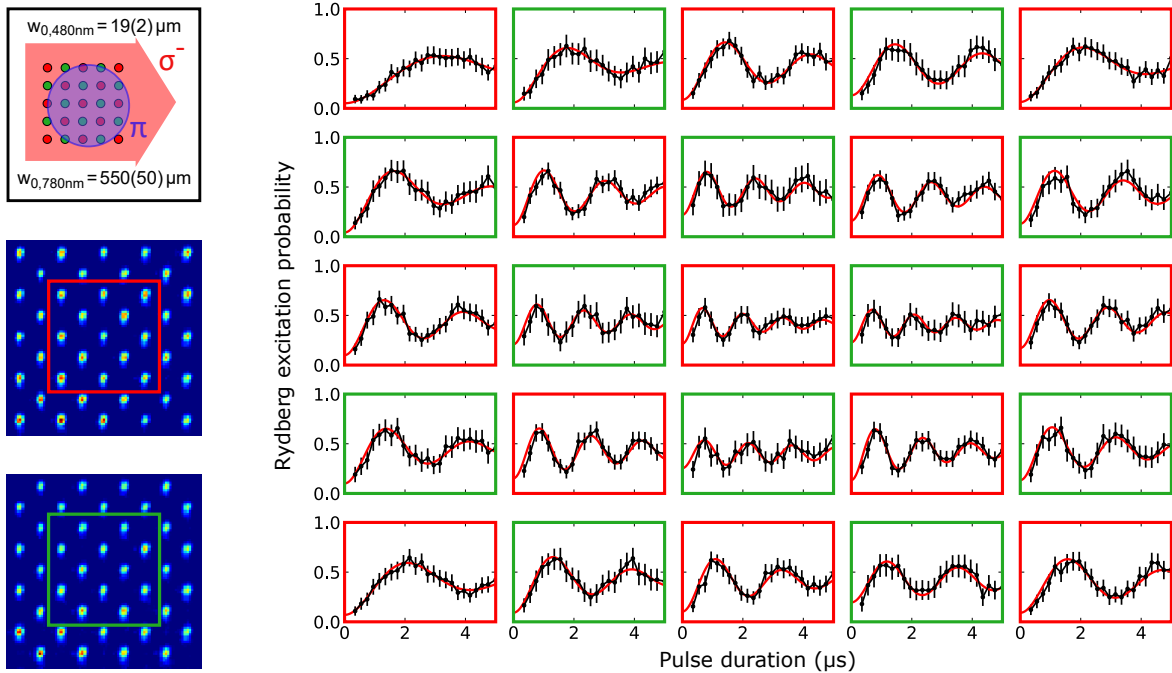 w0,480nm = 19(2) µm
σ-
π
w0,780nm = 550(50) µm
Rydberg excitation probability
1.0
0.5
0.0
1.0
0.5
0.0
1.0
0.5
0.0
1.0
0.5
0.0
1.0
0.5
0.0
0 2 4 0 2 4 0 2 4 0 2 4 0 2 4
Pulse duration (µs)